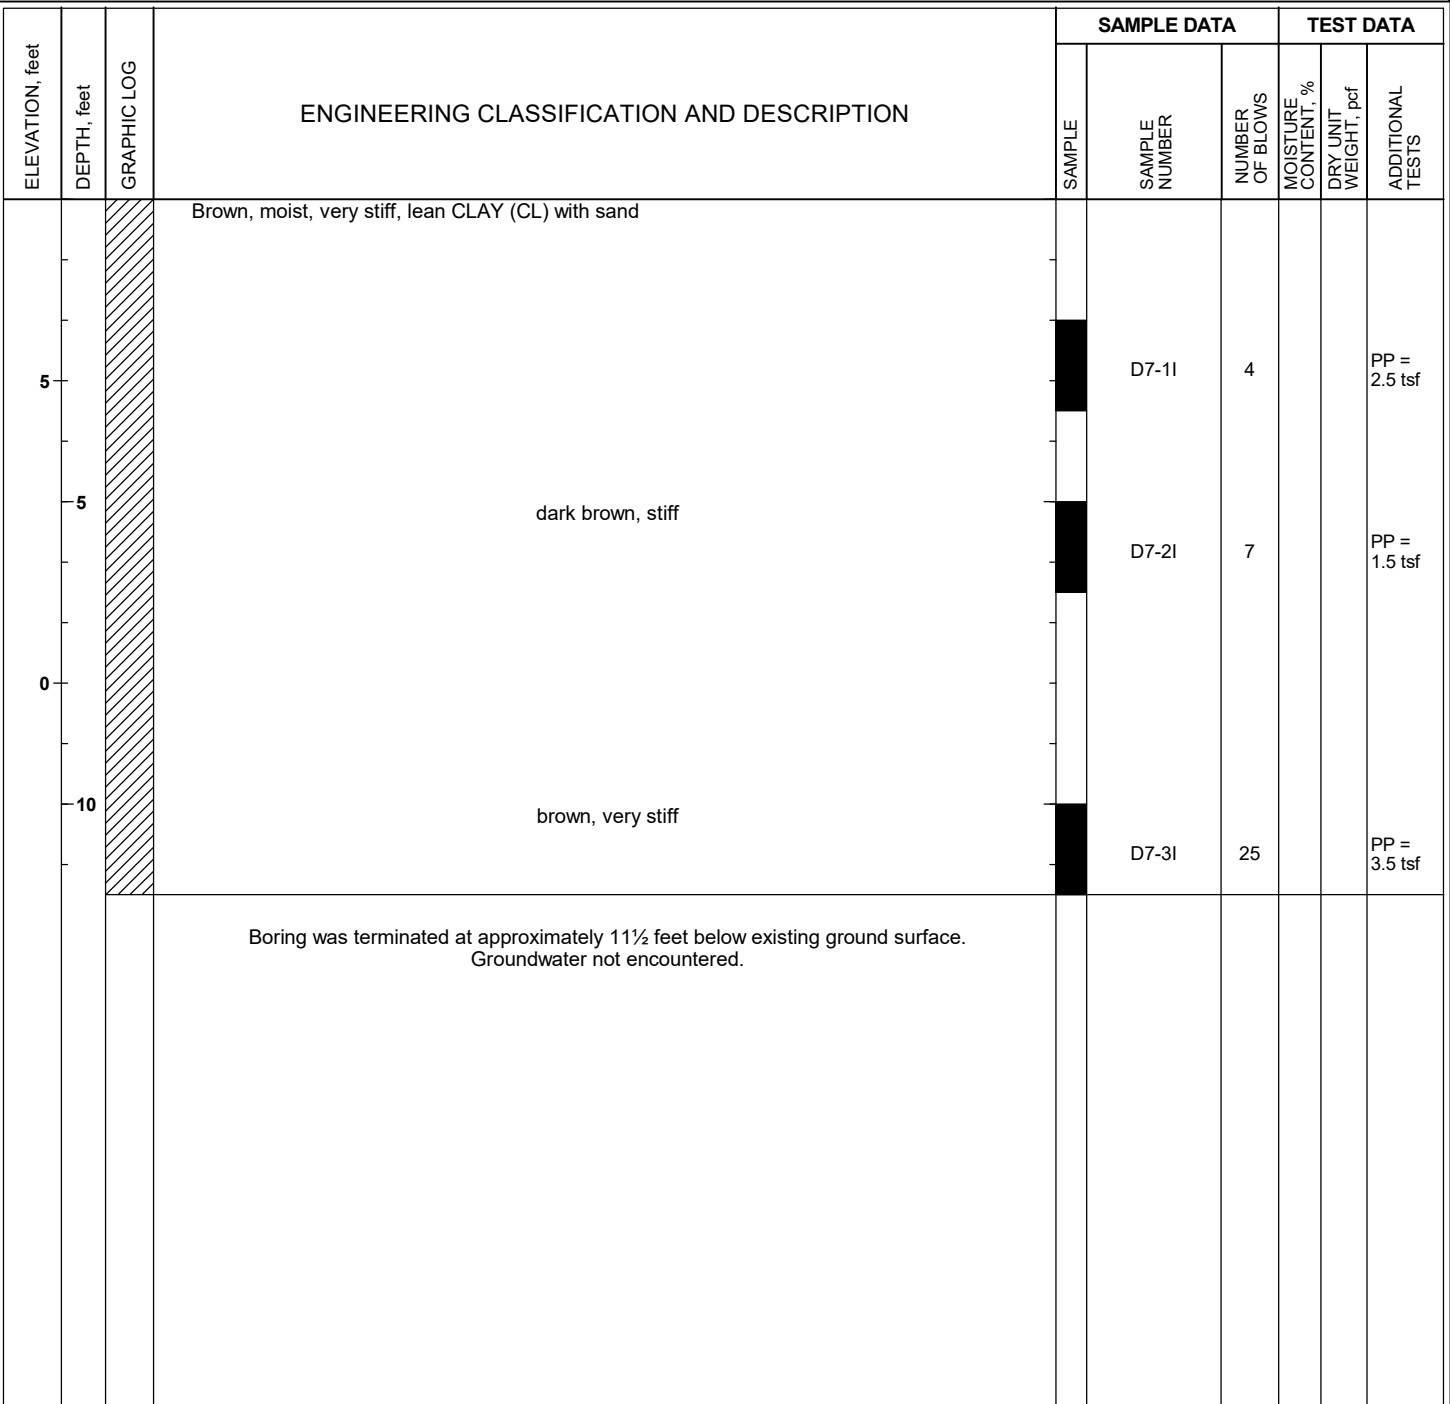 SAMPLE DATA
TEST DATA
ELEVATION, feet
DEPTH, feet
GRAPHIC LOG
ENGINEERING CLASSIFICATION AND DESCRIPTION
SAMPLE
SAMPLE
NUMBER
NUMBER
OF BLOWS
MOISTURE
CONTENT, %
DRY UNIT
WEIGHT, pcf
ADDITIONAL
TESTS
Brown, moist, very stiff, lean CLAY (CL) with sand
5
D7-1I
4
PP =
2.5 tsf
5
dark brown, stiff
D7-2I
7
PP =
1.5 tsf
0
10
brown, very stiff
D7-3I
25
PP =
3.5 tsf
Boring was terminated at approximately 11½ feet below existing ground surface.
Groundwater not encountered.